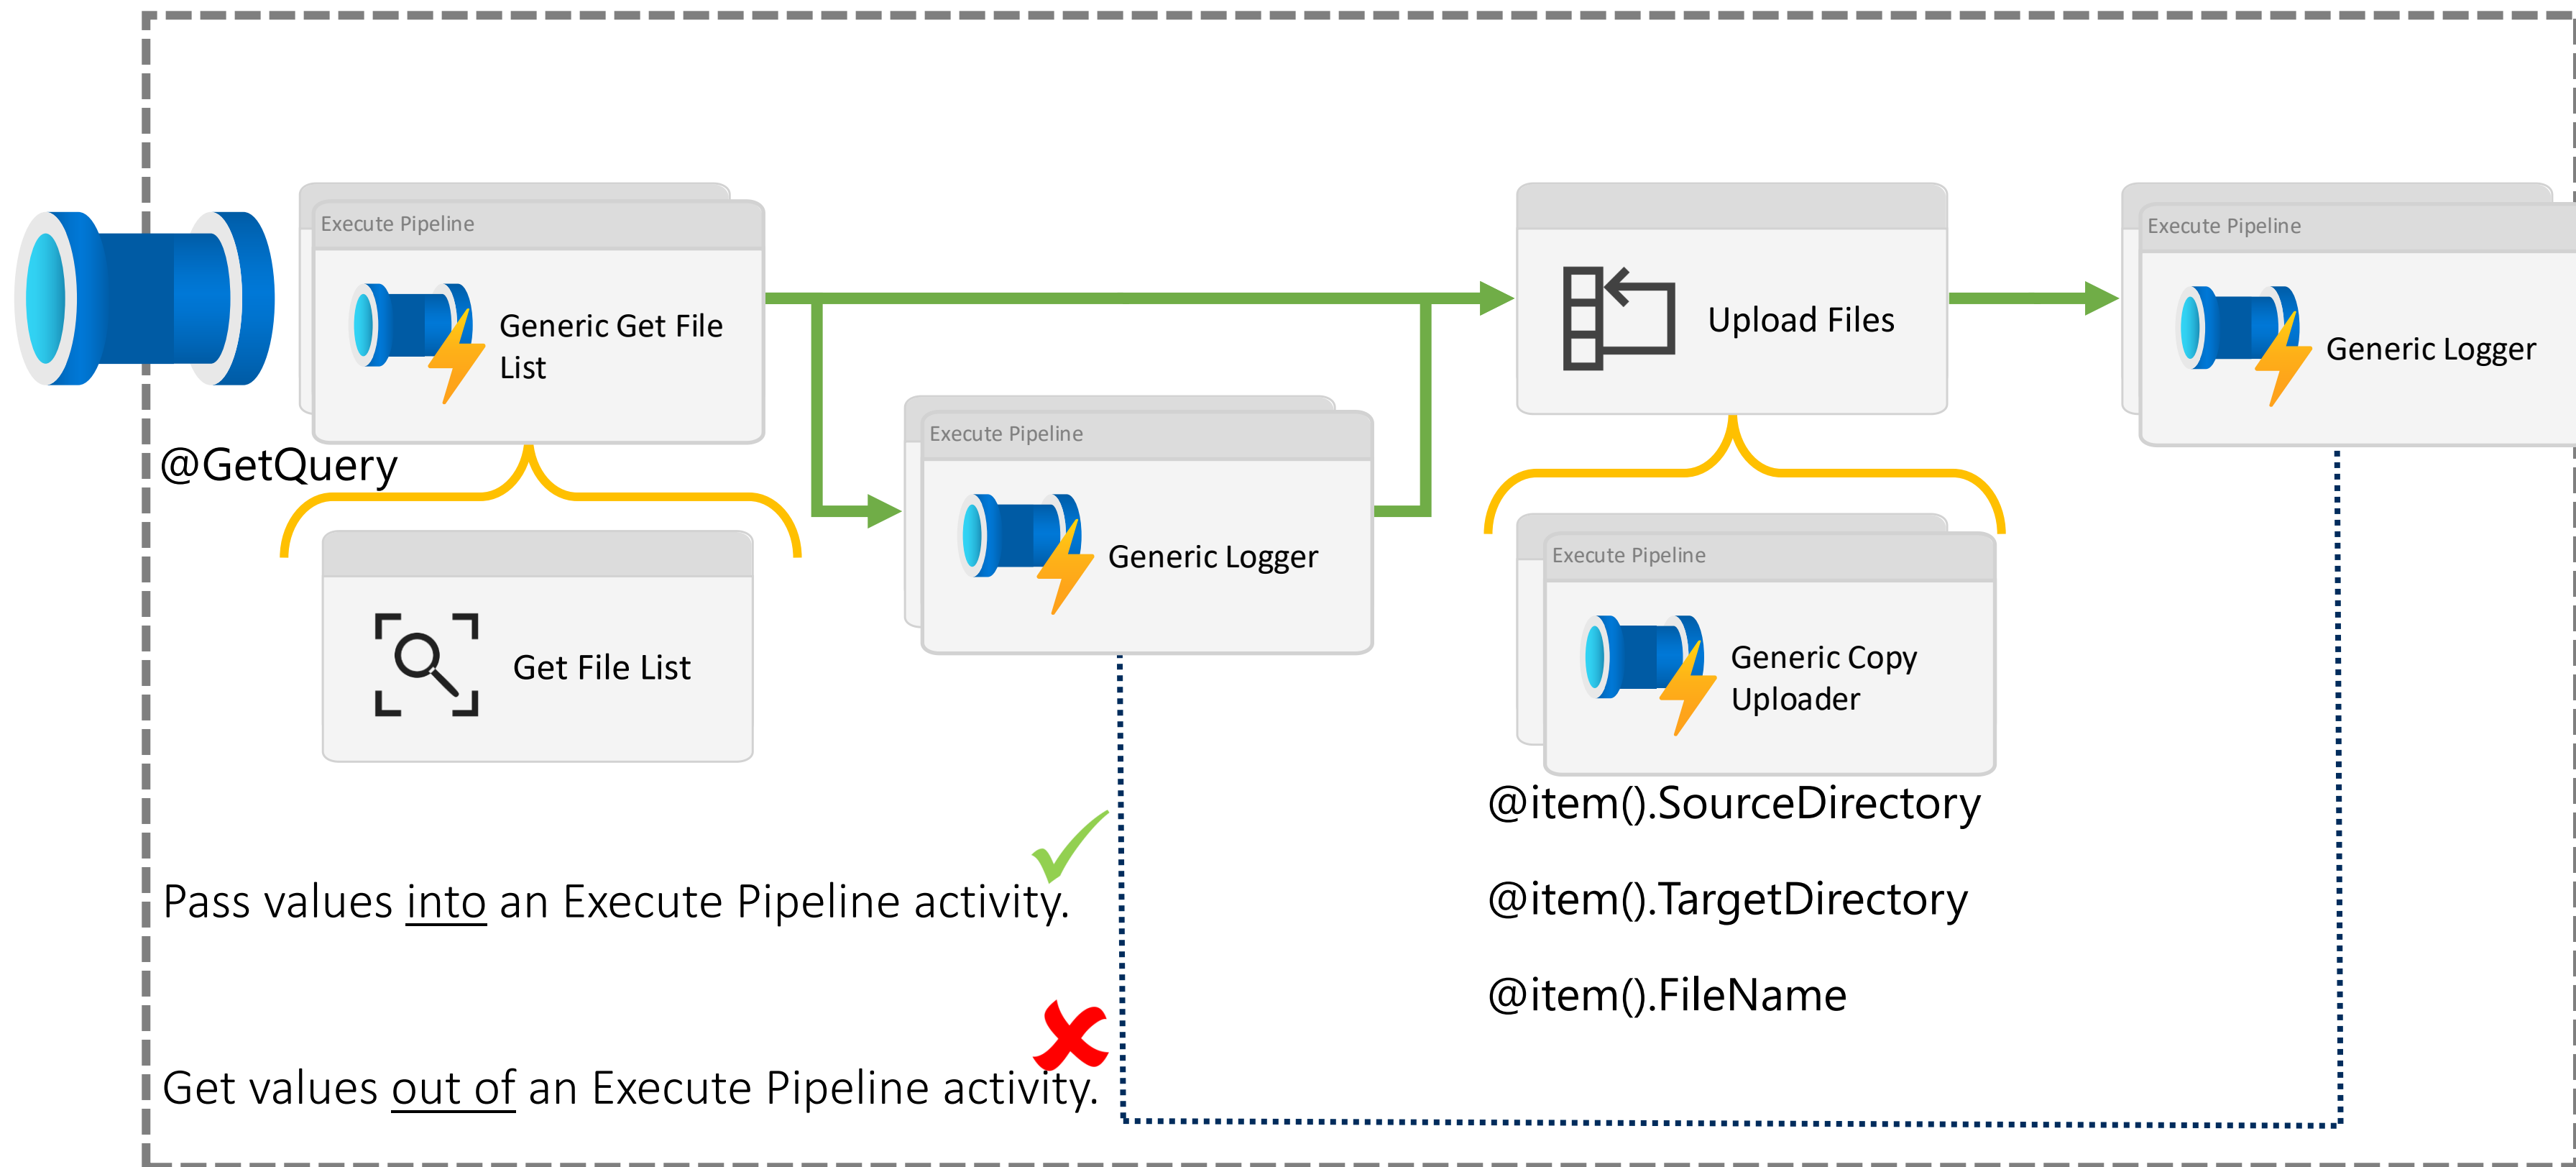 Execute Pipeline
Generic Get File
List
@GetQuery
Get File List
Execute Pipeline
Generic Logger
Upload Files
Execute Pipeline
Generic Copy
Uploader
@item().SourceDirectory
@item().TargetDirectory
@item().FileName
Execute Pipeline
Generic Logger
Pass values into an Execute Pipeline activity.
Get values out of an Execute Pipeline activity.